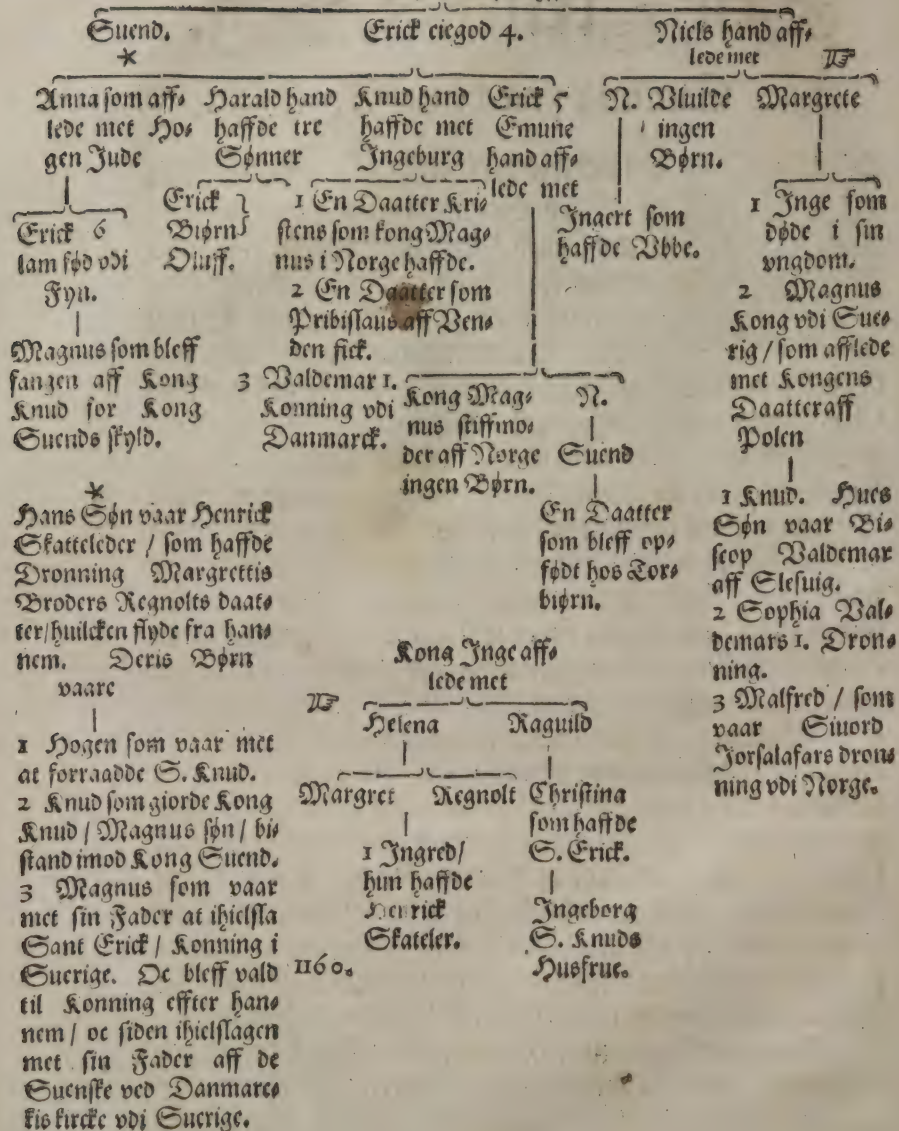 Suend.
Erick eiegod 4.
Niels hand aff⸗
lede met
Anna som aff⸗
lede met Ho⸗
gen Jude
Harald hand
haffde tre
Sønner
Knud hand
haffde met
Ingeburg
Erick 5
Emune
hand aff⸗
lede met
N. Vluilde
ingen
Børn.
Margrete
Erick 6
lam fød vdi
Fyn.
Magnus som bleff
fangen aff Kong
Knud for Kong
Suends skyld.
Erick
Biørn
Oluff.
1 En Daatter Kri⸗
stens som kong Mag⸗
nus i Norge haffde.
2 En Daatter som
Pribislaus aff Ven⸗
den fick.
3 Valdemar 1.
Konning vdi
Danmarck.
Kong Mag⸗
nus stiffmo⸗
der aff Norge
ingen Børn.
N.
Suend
En Daatter
som bleff op⸗
født hos Tor⸗
biørn.
Ingert som
haffde Vbbe.
1 Inge som
døde i sin
vngdom.
2 Magnus
Kong vdi Sue⸗
rig / som afflede
met Kongens
Daatter aff
Polen
1 Knud. Hues
Søn vaar Bi⸗
scop Valdemar
aff Slesuig.
2 Sophia Val⸗
demars 1. Dron⸗
ning.
3 Malfred / som
vaar Siuord
Jorsalafars dron⸗
ning vdi Norge.
Hans Søn vaar Henrick
Skatteleder / som haffde
Dronning Margrettis
Broders Regnolts daat⸗
ter/huilcken flyde fra han⸗
nem. Deris Børn
vaare
1 Hogen som vaar met
at forraadde S. Knud.
2 Knud som giorde Kong
Knud / Magnus søn / bi⸗
stand imod Kong Suend.
3 Magnus som vaar
met sin Fader at ihielsla
Sant Erick / Konning i
Suerige. Oc bleff vald
til Konning effter han⸗
nem / oc siden ihielslagen
met sin Fader aff de
Suenske ved Danmarc⸗
kis kircke vdi Suerige.
Kong Inge aff⸗
lede met
Helena
Raguild
Margret
Regnolt
Christina
som haffde
S. Erick.
1 Ingred/
hun haffde
Henrick
Skateler.
Ingeborg
S. Knuds
Husfrue.
1160.